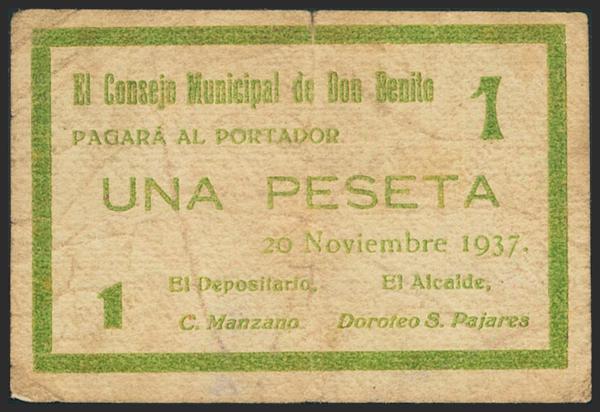 El Consejo Municipal de Don Benito
1
PAGARÁ AL PORTADOR
UNA PESETA
20 Noviembre 1937.
El Depositario,
El Alcalde,
1
C. Manzano
Doroteo S. Pajares